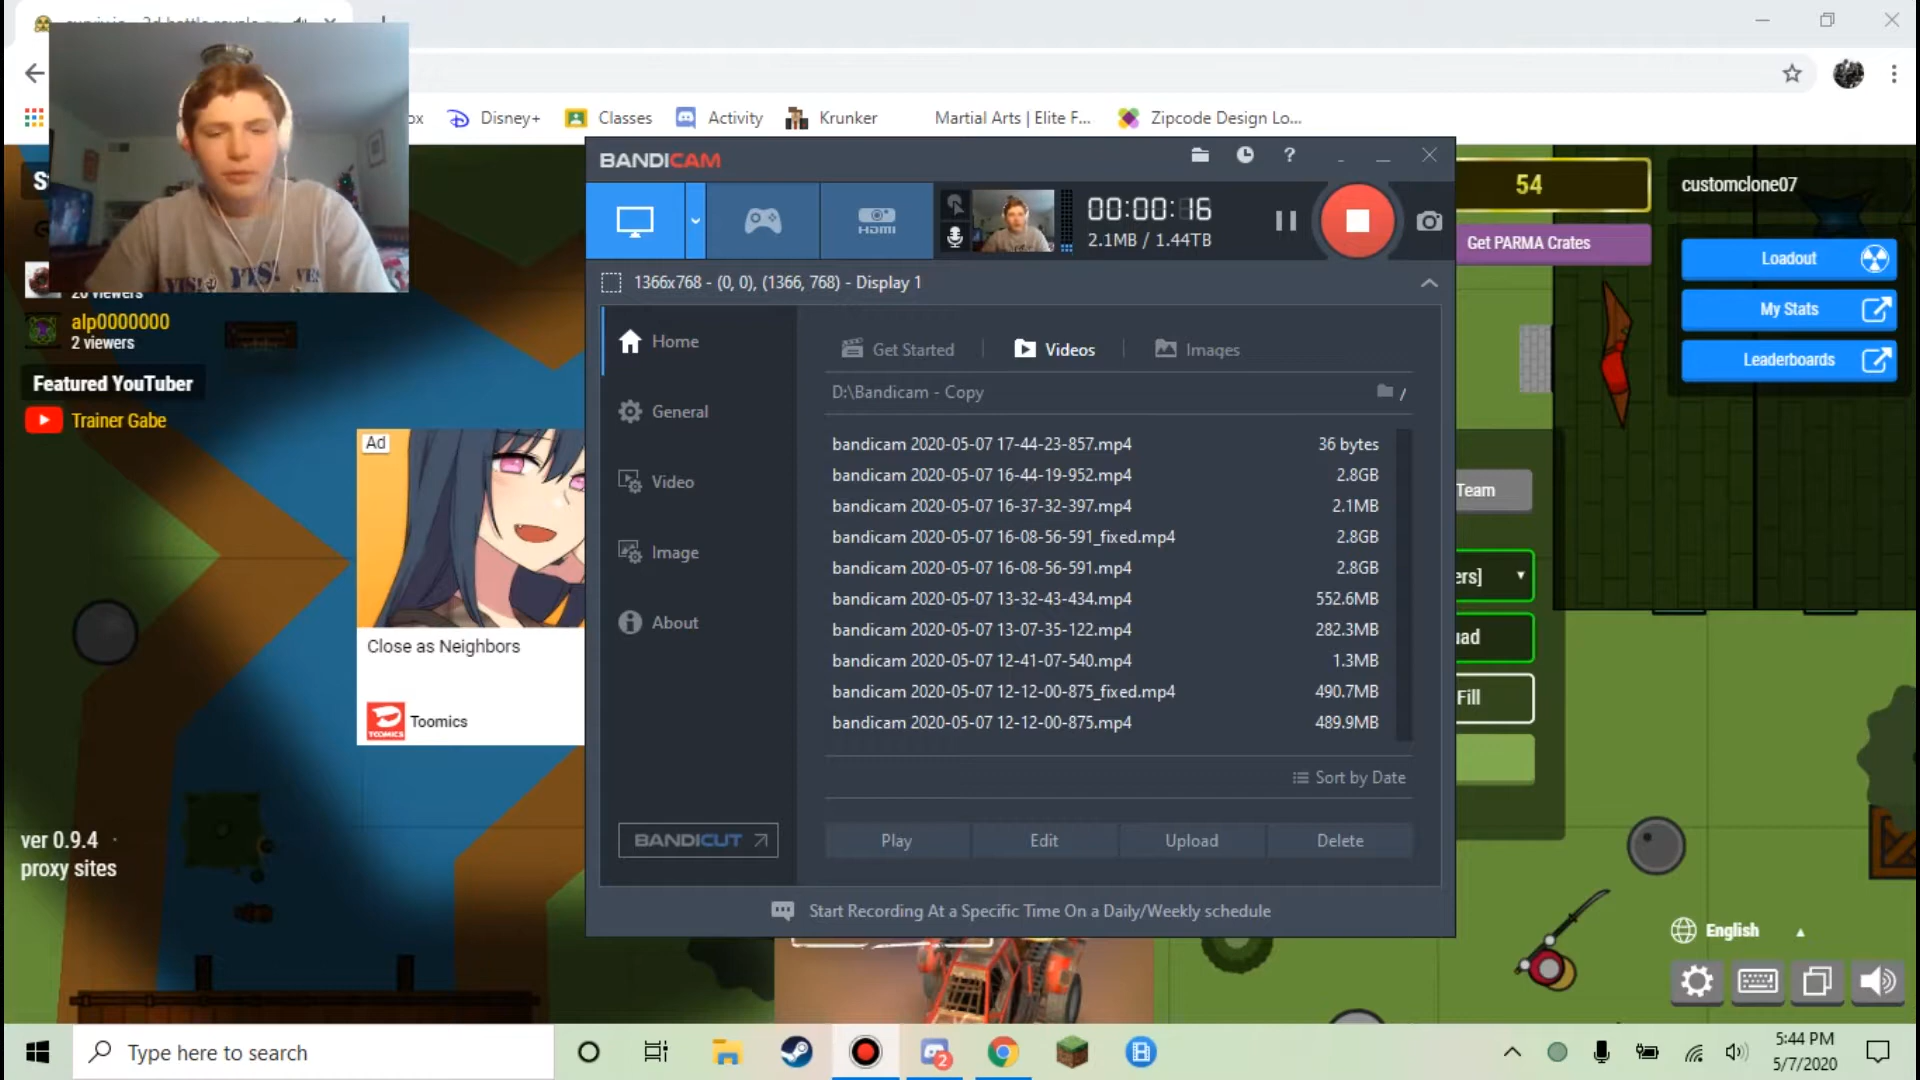 Disney+
Classes
Activity
Krunker
Martial Arts | Elite F...
Zipcode Design Lo...
YES! YES
BANDICAM
?
HDMI
00:00:16
2.1MB / 1.44TB
54
customclone07
Get PARMA Crates
Loadout
My Stats
Leaderboards
1366x768 - (0, 0), (1366, 768) - Display 1
alp0000000
2 viewers
Featured YouTuber
Trainer Gabe
Home
General
Video
Image
About
Get Started
Videos
Images
D:\Bandicam - Copy
/
bandicam 2020-05-07 17-44-23-857.mp4 36 bytes
bandicam 2020-05-07 16-44-19-952.mp4 2.8GB
bandicam 2020-05-07 16-37-32-397.mp4 2.1MB
bandicam 2020-05-07 16-08-56-591_fixed.mp4 2.8GB
bandicam 2020-05-07 16-08-56-591.mp4 2.8GB
bandicam 2020-05-07 13-32-43-434.mp4 552.6MB
bandicam 2020-05-07 13-07-35-122.mp4 282.3MB
bandicam 2020-05-07 12-41-07-540.mp4 1.3MB
bandicam 2020-05-07 12-12-00-875_fixed.mp4 490.7MB
bandicam 2020-05-07 12-12-00-875.mp4 489.9MB
Sort by Date
Play
Edit
Upload
Delete
BANDICUT
Start Recording At a Specific Time On a Daily/Weekly schedule
Ad
Close as Neighbors
TOOMICS
Toomics
Team
ers]
uad
Fill
ver 0.9.4
proxy sites
English
Type here to search
2
5:44 PM
5/7/2020